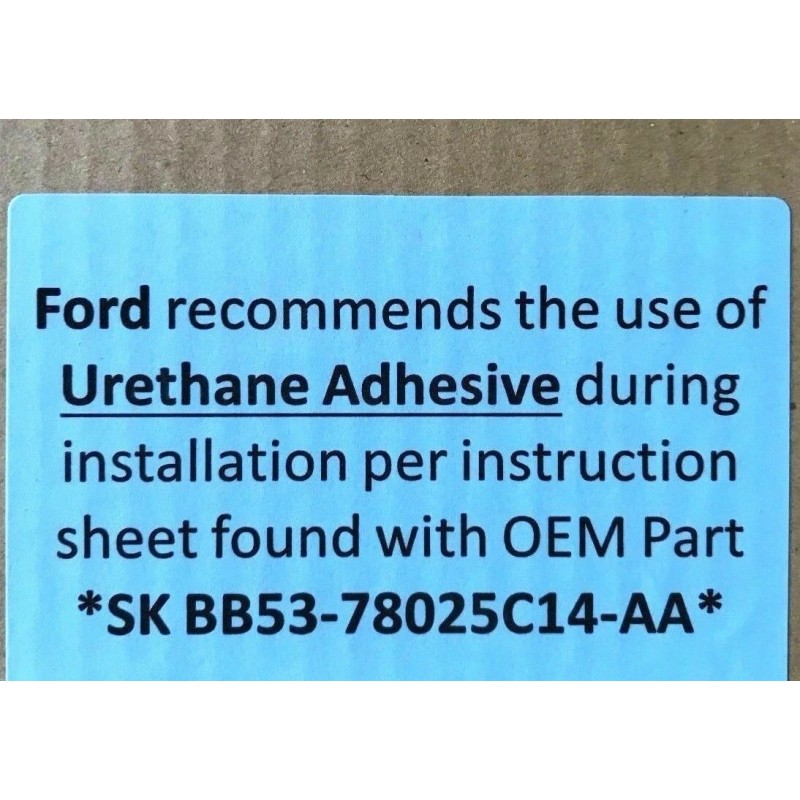 Ford recommends the use of
Urethane Adhesive during
installation per instruction
sheet found with OEM Part
*SK BB53-78025C14-AA*